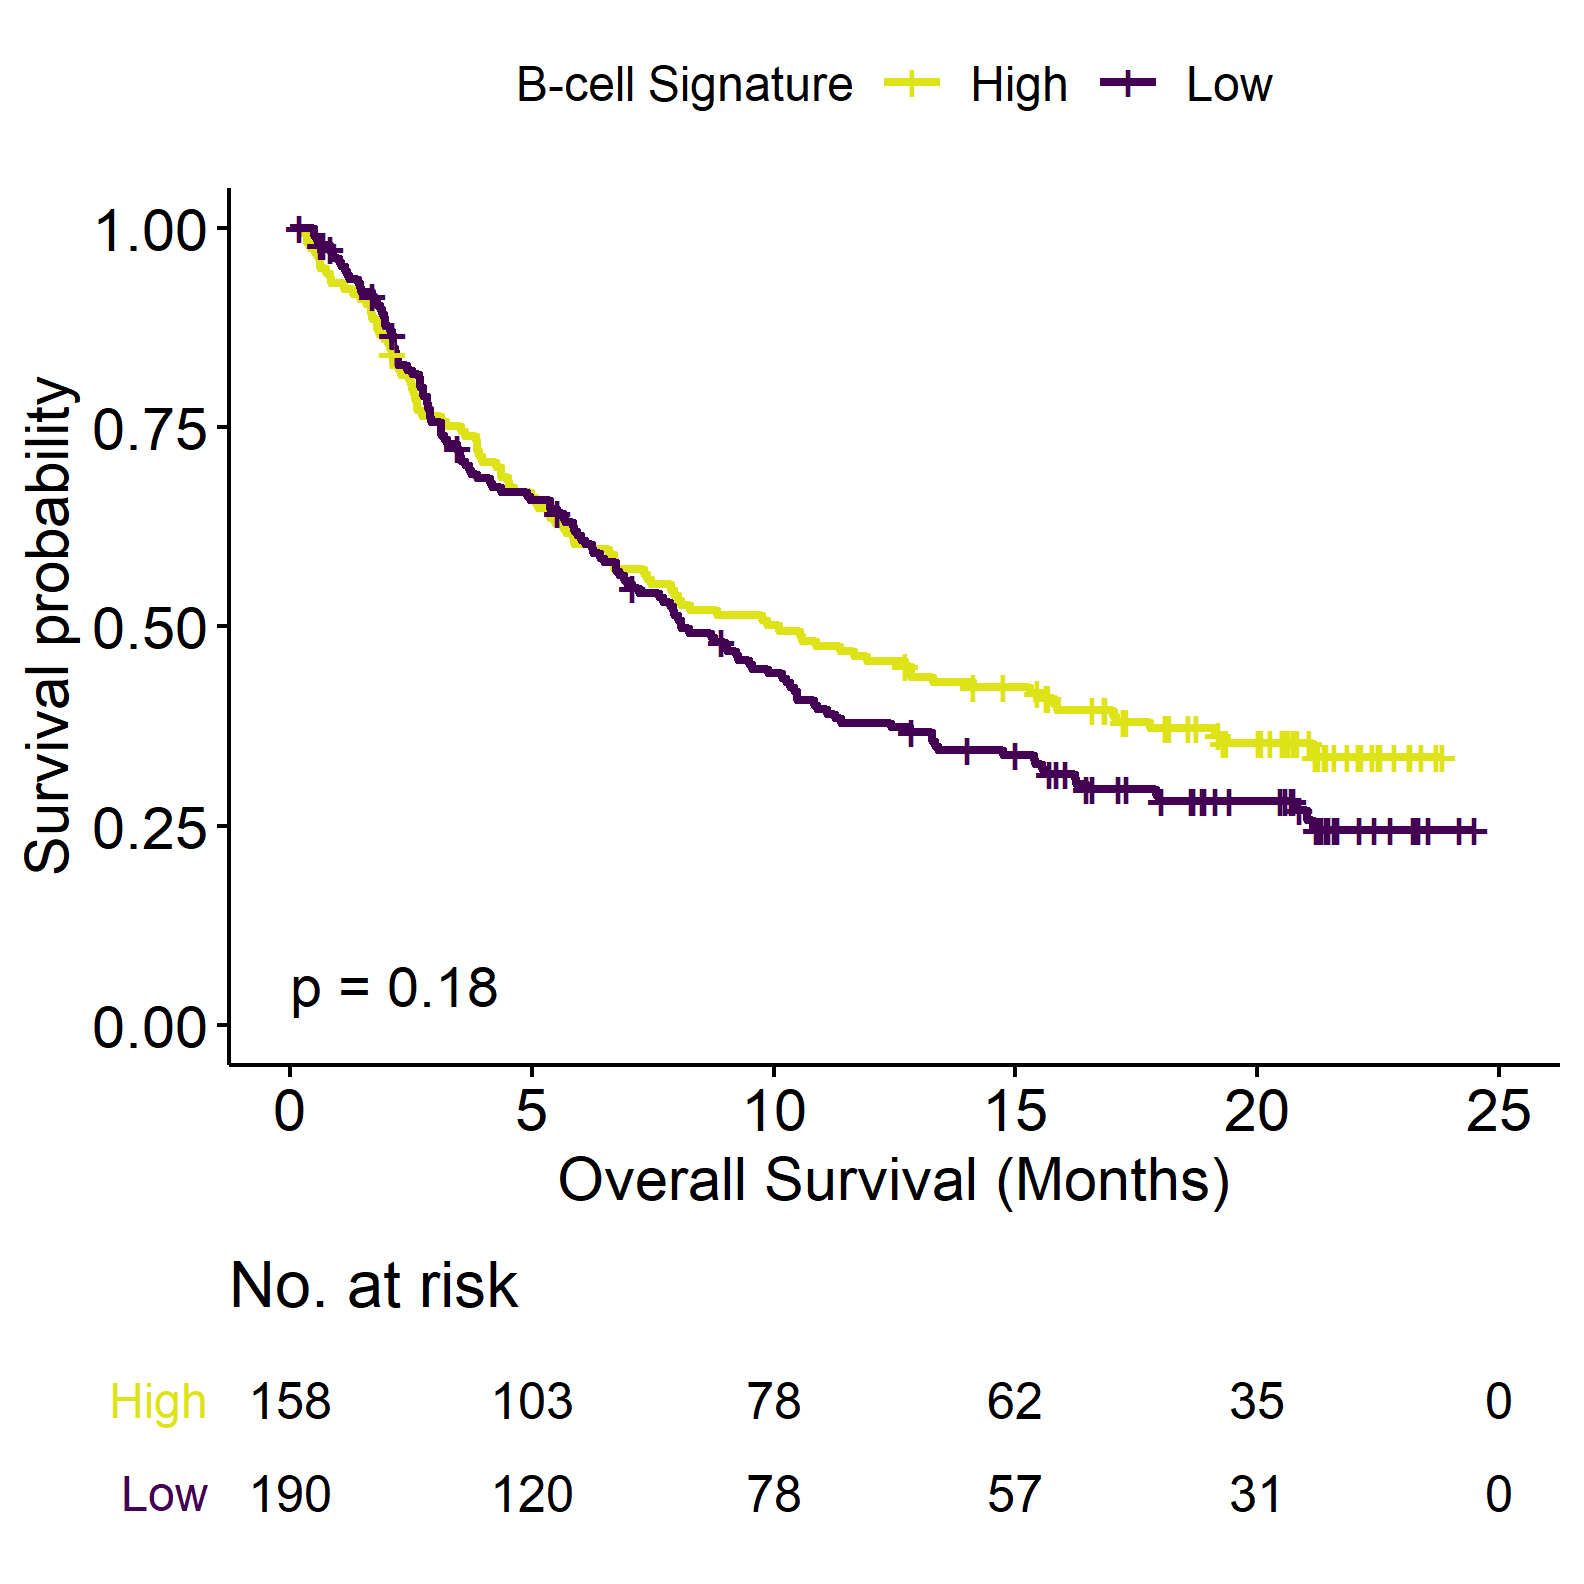 B-cell Signature High Low
1.00
0.75
0.50
0.25
0.00
Survival probability
p = 0.18
0 5 10 15 20 25
Overall Survival (Months)
No. at risk
High 158 103 78 62 35 0
Low 190 120 78 57 31 0